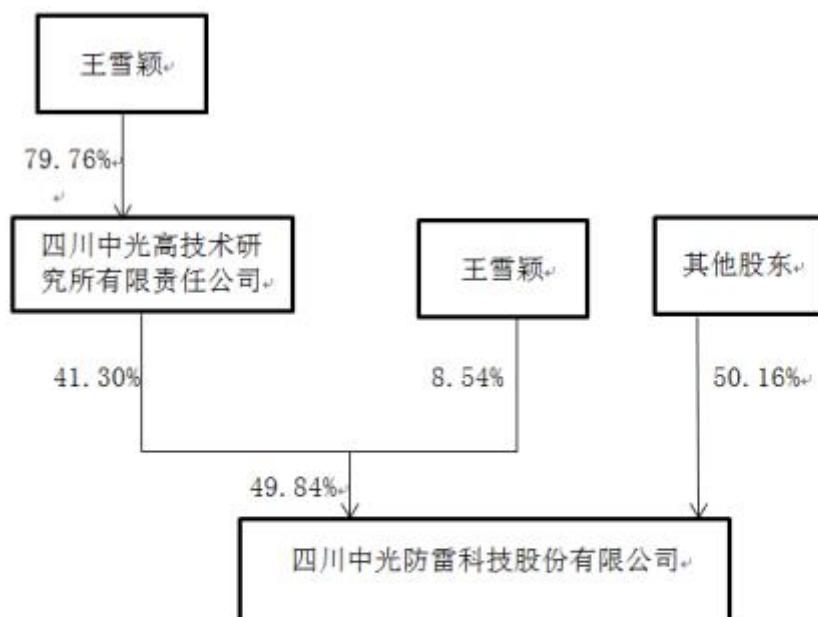 王雪颖
79.76%
四川中光高技术研
究所有限责任公司
王雪颖
其他股东
41.30%
8.54%
50.16%
49.84%
四川中光防雷科技股份有限公司